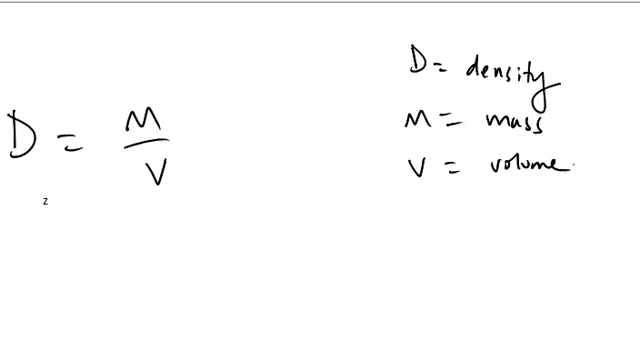 D = M/V
z
D = density
M = mass
V = volume